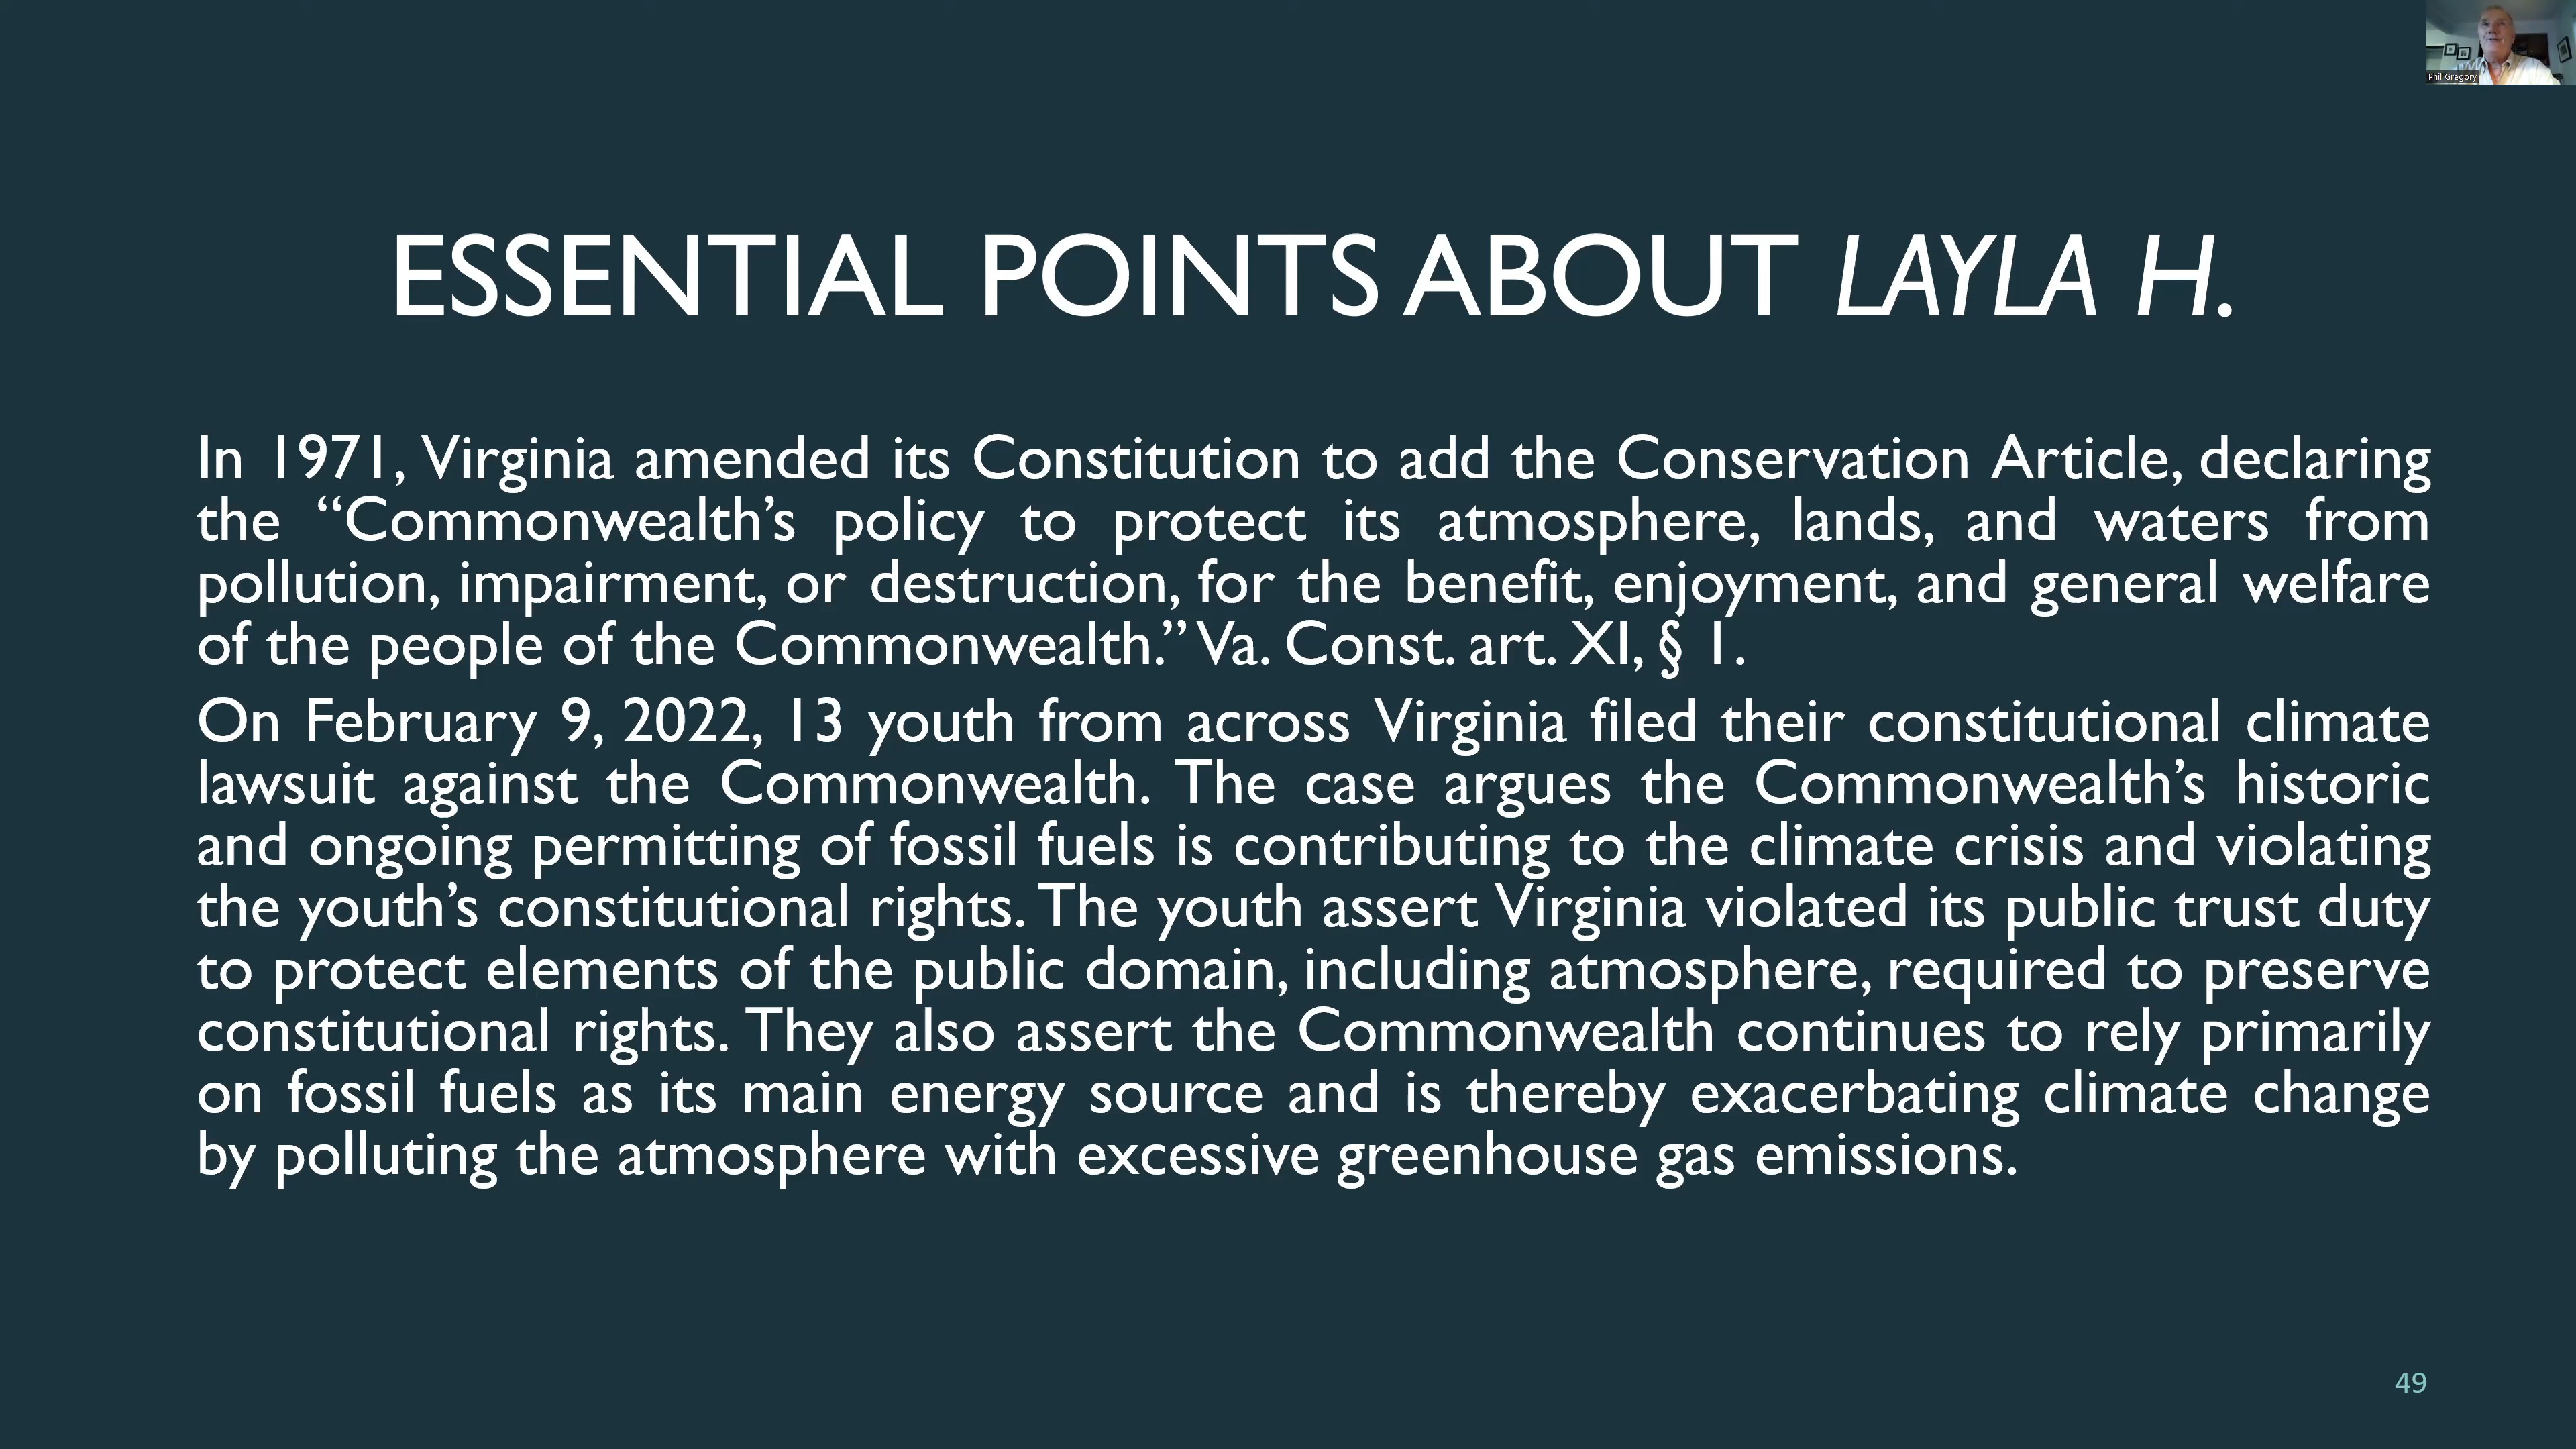 Phil Gregory
ESSENTIAL POINTS ABOUT LAYLA H.
In 1971, Virginia amended its Constitution to add the Conservation Article, declaring
the “Commonwealth’s policy to protect its atmosphere, lands, and waters from
pollution, impairment, or destruction, for the benefit, enjoyment, and general welfare
of the people of the Commonwealth.” Va. Const. art. XI, § 1.
On February 9, 2022, 13 youth from across Virginia filed their constitutional climate
lawsuit against the Commonwealth. The case argues the Commonwealth’s historic
and ongoing permitting of fossil fuels is contributing to the climate crisis and violating
the youth’s constitutional rights. The youth assert Virginia violated its public trust duty
to protect elements of the public domain, including atmosphere, required to preserve
constitutional rights. They also assert the Commonwealth continues to rely primarily
on fossil fuels as its main energy source and is thereby exacerbating climate change
by polluting the atmosphere with excessive greenhouse gas emissions.
49